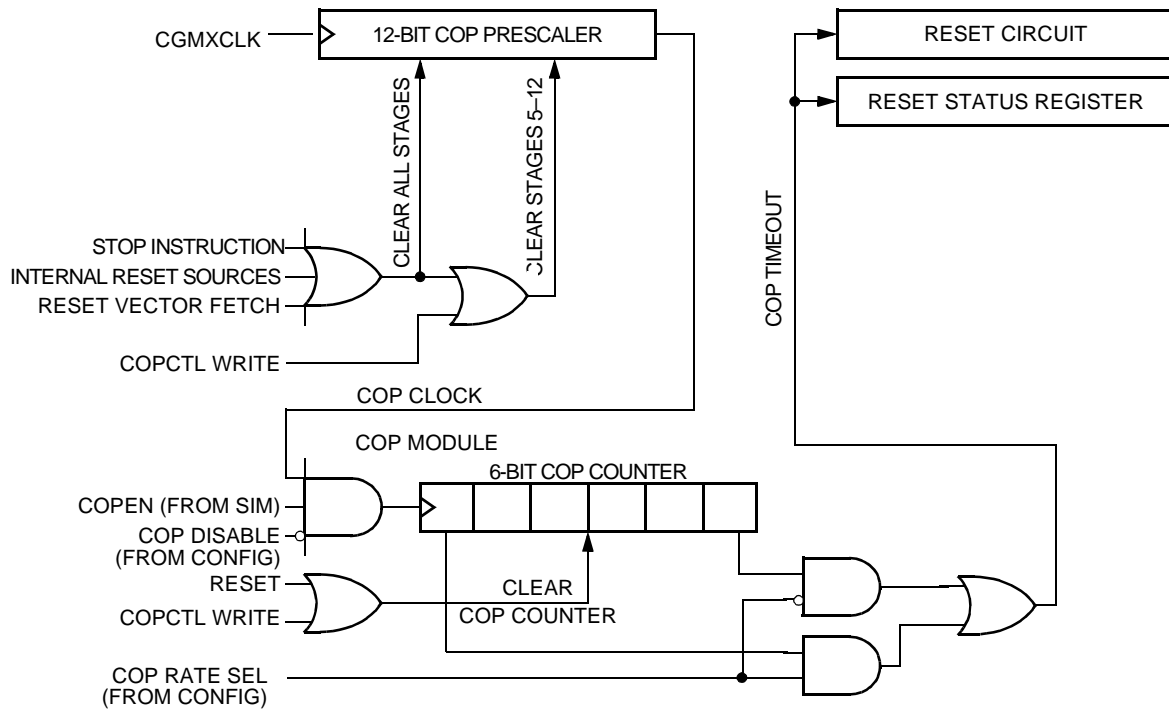 CGMXCLK
12-BIT COP PRESCALER
RESET CIRCUIT
RESET STATUS REGISTER
CLEAR ALL STAGES
CLEAR STAGES 5–12
STOP INSTRUCTION
INTERNAL RESET SOURCES
RESET VECTOR FETCH
COPCTL WRITE
COP TIMEOUT
COP CLOCK
COP MODULE
6-BIT COP COUNTER
COPEN (FROM SIM)
COP DISABLE
(FROM CONFIG)
RESET
COPCTL WRITE
CLEAR
COP COUNTER
COP RATE SEL
(FROM CONFIG)